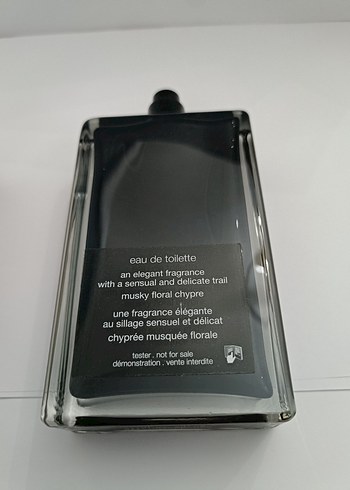 eau de toilette
an elegant fragrance
with a sensual and delicate trail
musky floral chypre
une fragrance élégante
au sillage sensuel et délicat
chyprée musquée florale
tester . not for sale
démonstration . vente interdite